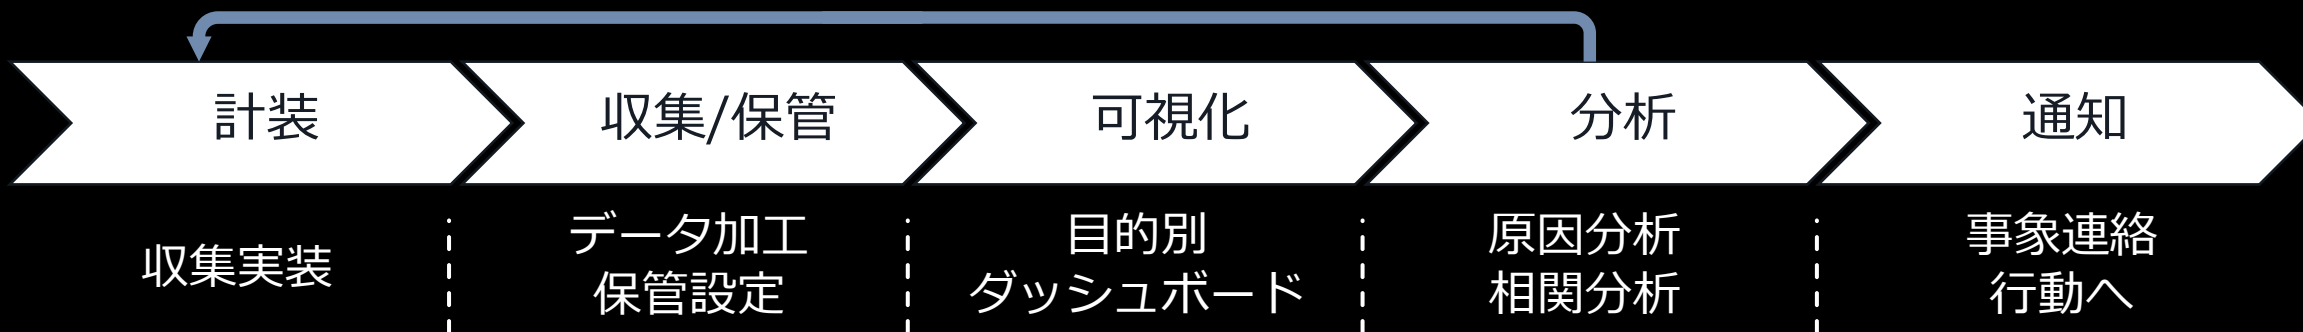 計装
収集/保管
可視化
分析
通知
収集実装
データ加工
保管設定
目的別
ダッシュボード
原因分析
相関分析
事象連絡
行動へ